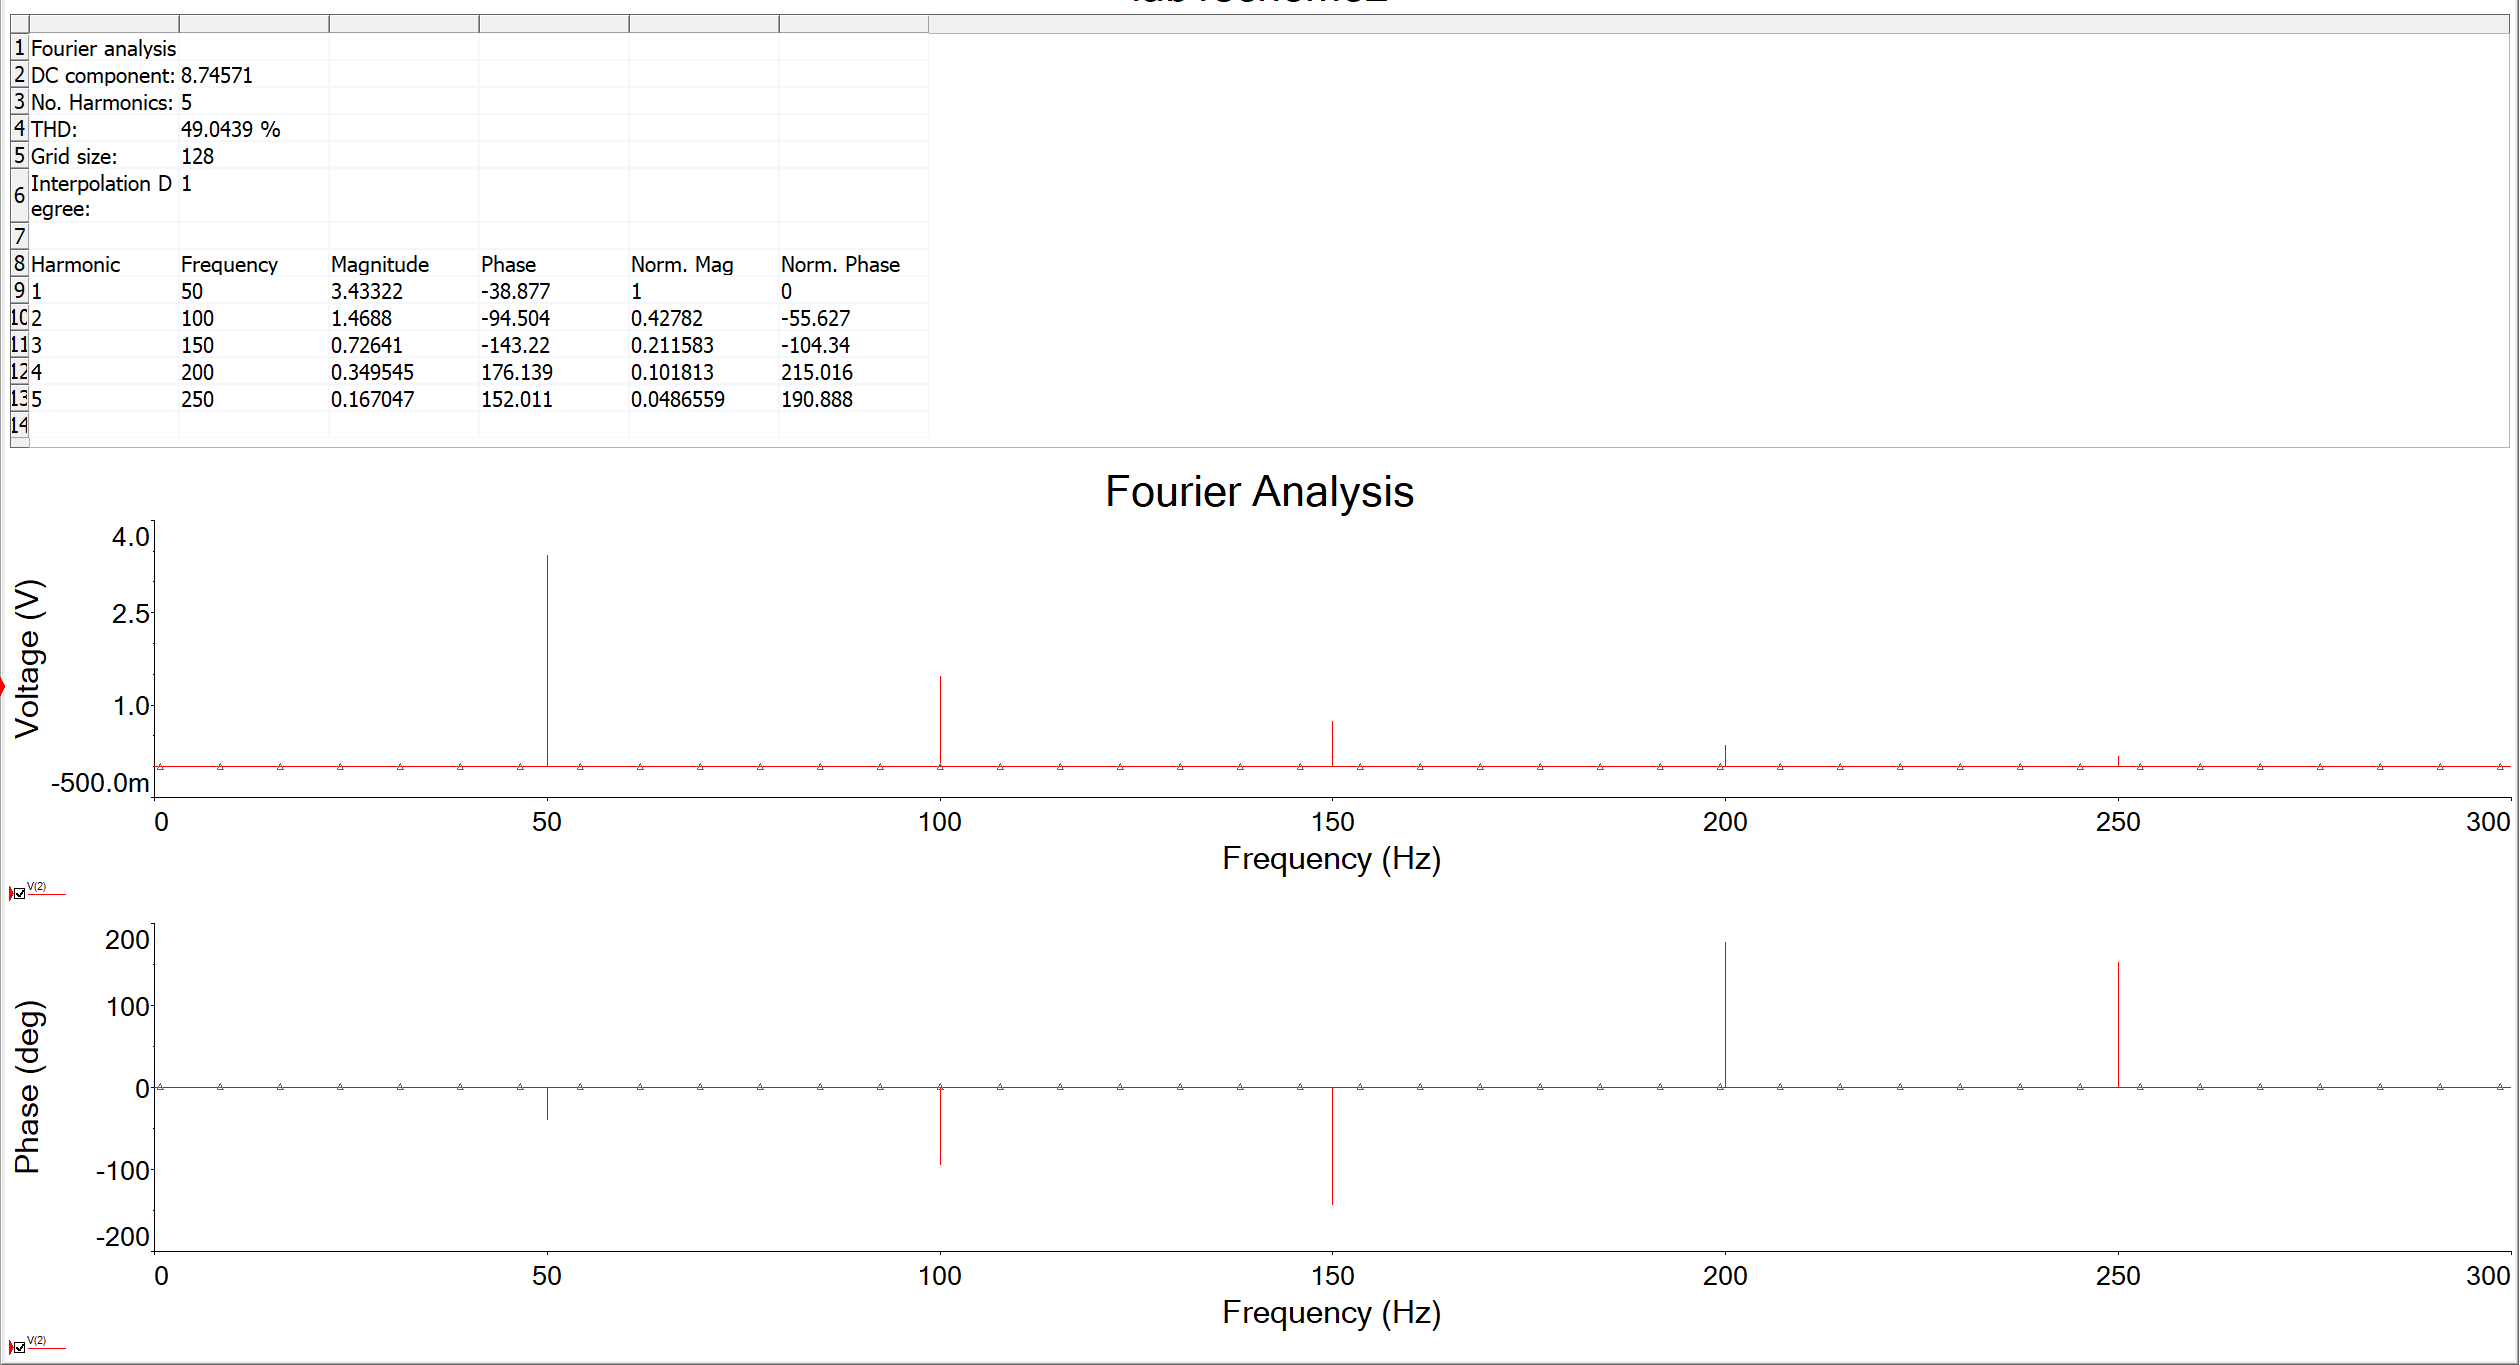 1 Fourier analysis
2 DC component: 8.74571
3 No. Harmonics: 5
4 THD: 49.0439 %
5 Grid size: 128
6 Interpolation D 1
egree:
7
8 Harmonic Frequency Magnitude Phase Norm. Mag Norm. Phase
9 1 50 3.43322 -38.877 1 0
10 2 100 1.4688 -94.504 0.42782 -55.627
11 3 150 0.72641 -143.22 0.211583 -104.34
12 4 200 0.349545 176.139 0.101813 215.016
13 5 250 0.167047 152.011 0.0486559 190.888
14
Fourier Analysis
Voltage (V)
4.0
2.5
1.0
-500.0m
0 50 100 150 200 250 300
Frequency (Hz)
V(2)
Phase (deg)
200
100
0
-100
-200
0 50 100 150 200 250 300
Frequency (Hz)
V(2)